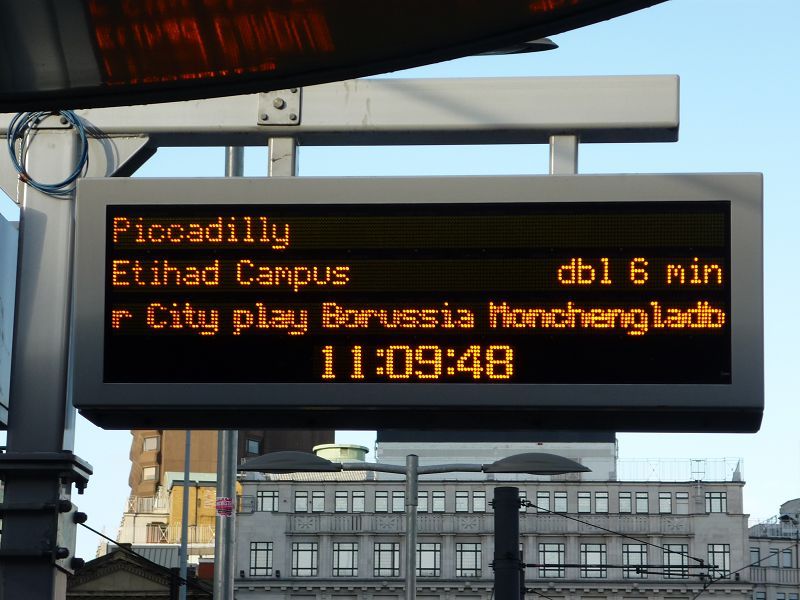 Piccadilly
Etihad Campus dbl 6 min
r City play Borussia Monchengladb
11:09:48